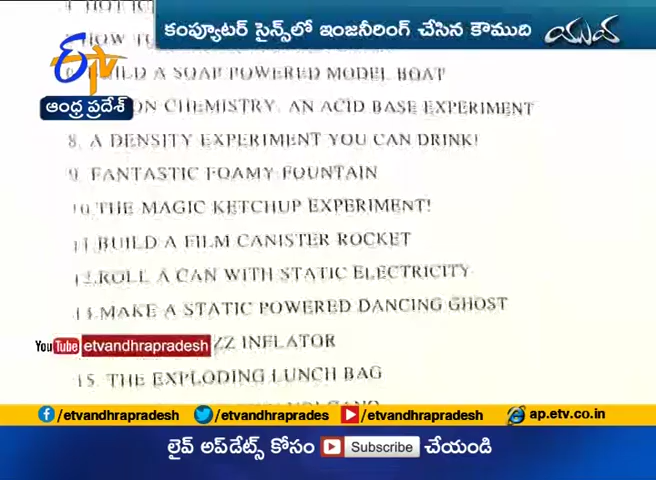 కంప్యూటర్ సైన్స్‌లో ఇంజనీరింగ్ చేసిన కౌముది యువ
ETV
ఆంధ్ర ప్రదేశ్
HOW
BUILD A SOAP POWERED MODEL BOAT
ON CHEMISTRY: AN ACID BASE EXPERIMENT
8. A DENSITY EXPERIMENT YOU CAN DRINK!
9. FANTASTIC FOAMY FOUNTAIN
10.THE MAGIC KETCHUP EXPERIMENT!
11.BUILD A FILM CANISTER ROCKET
12.ROLL A CAN WITH STATIC ELECTRICITY
13.MAKE A STATIC POWERED DANCING GHOST
INFLATOR
YouTube etvandhrapradesh
15. THE EXPLODING LUNCH BAG
/etvandhrapradesh /etvandhraprades /etvandhrapradesh ap.etv.co.in
లైవ్ అప్‌డేట్స్ కోసం Subscribe చేయండి